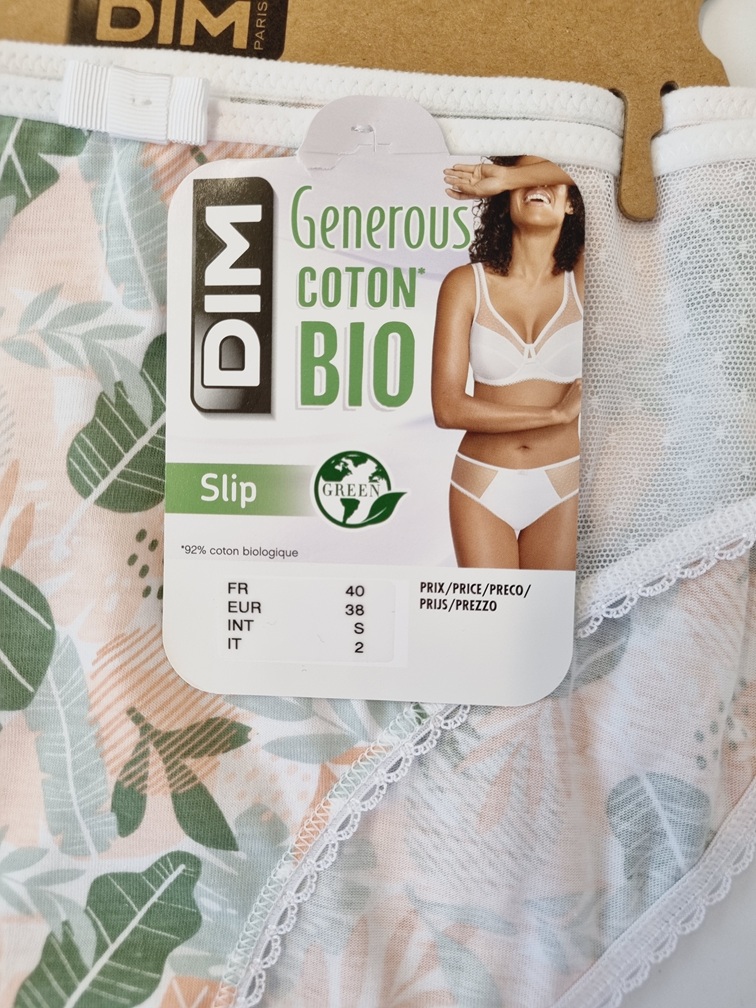 DIM
PARIS
DIM
Generous
COTON*
BIO
Slip
GREEN
*92% coton biologique
FR 40
EUR 38
INT S
IT 2
PRIX/PRICE/PRECO/
PRIJS/PREZZO